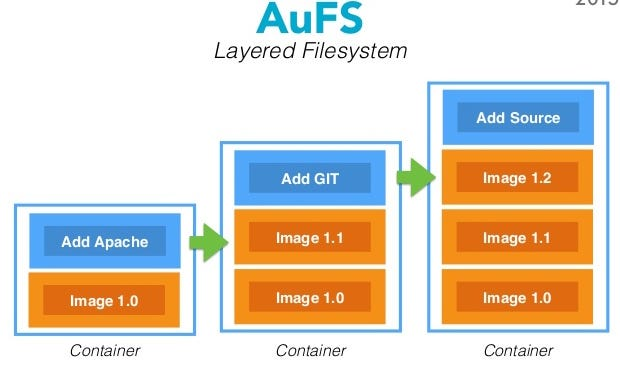 AuFS
Layered Filesystem
Add Apache
Image 1.0
Container
Add GIT
Image 1.1
Image 1.0
Container
Add Source
Image 1.2
Image 1.1
Image 1.0
Container